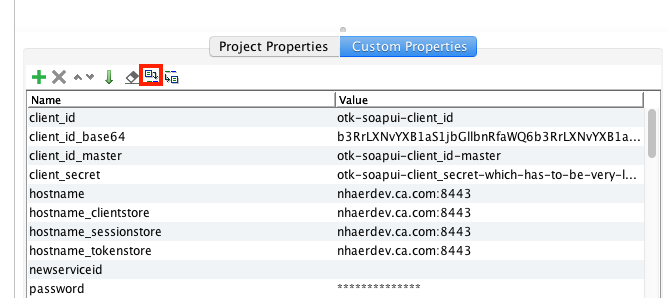 Project Properties Custom Properties
Name Value
client_id otk-soapui-client_id
client_id_base64 b3RrLXNvYXB1aS1jbGllbnRfaWQ6b3RrLXNvYXB1a...
client_id_master otk-soapui-client_id-master
client_secret otk-soapui-client_secret-which-has-to-be-very-l...
hostname nhaerdev.ca.com:8443
hostname_clientstore nhaerdev.ca.com:8443
hostname_sessionstore nhaerdev.ca.com:8443
hostname_tokenstore nhaerdev.ca.com:8443
newserviceid
password **************